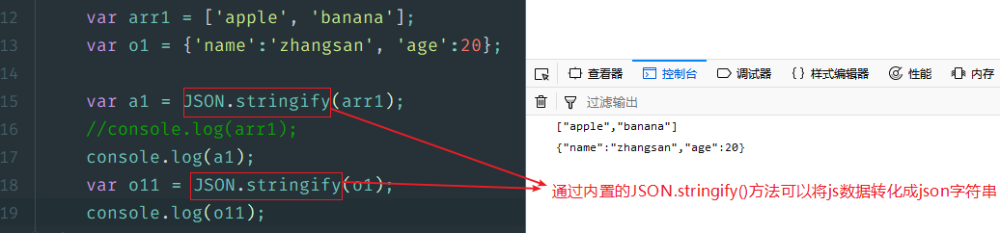 12 var arr1 = ['apple', 'banana'];
13 var o1 = {'name':'zhangsan', 'age':20};
14
15 var a1 = JSON.stringify(arr1);
16 //console.log(arr1);
17 console.log(a1);
18 var o11 = JSON.stringify(o1);
19 console.log(o11);
查看器 控制台 调试器 {} 样式编辑器 性能 内存
过滤输出
["apple","banana"]
{"name":"zhangsan","age":20}
通过内置的JSON.stringify()方法可以将js数据转化成json字符串